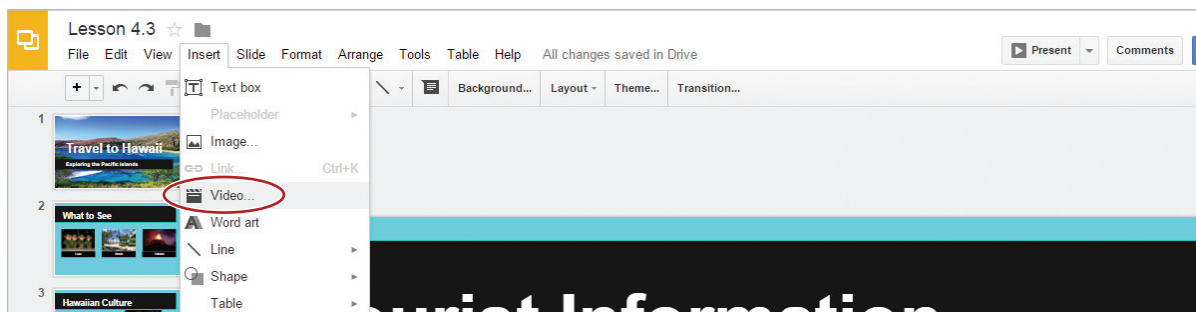 Lesson 4.3
File Edit View Insert Slide Format Arrange Tools Table Help All changes saved in Drive
Present Comments
Background... Layout Theme... Transition...
Text box
Placeholder
Image...
Link... Ctrl+K
Video...
Word art
Line
Shape
Table
1
Travel to Hawaii
Exploring the Pacific Islands
2
What to See
3
Hawaiian Culture
Information